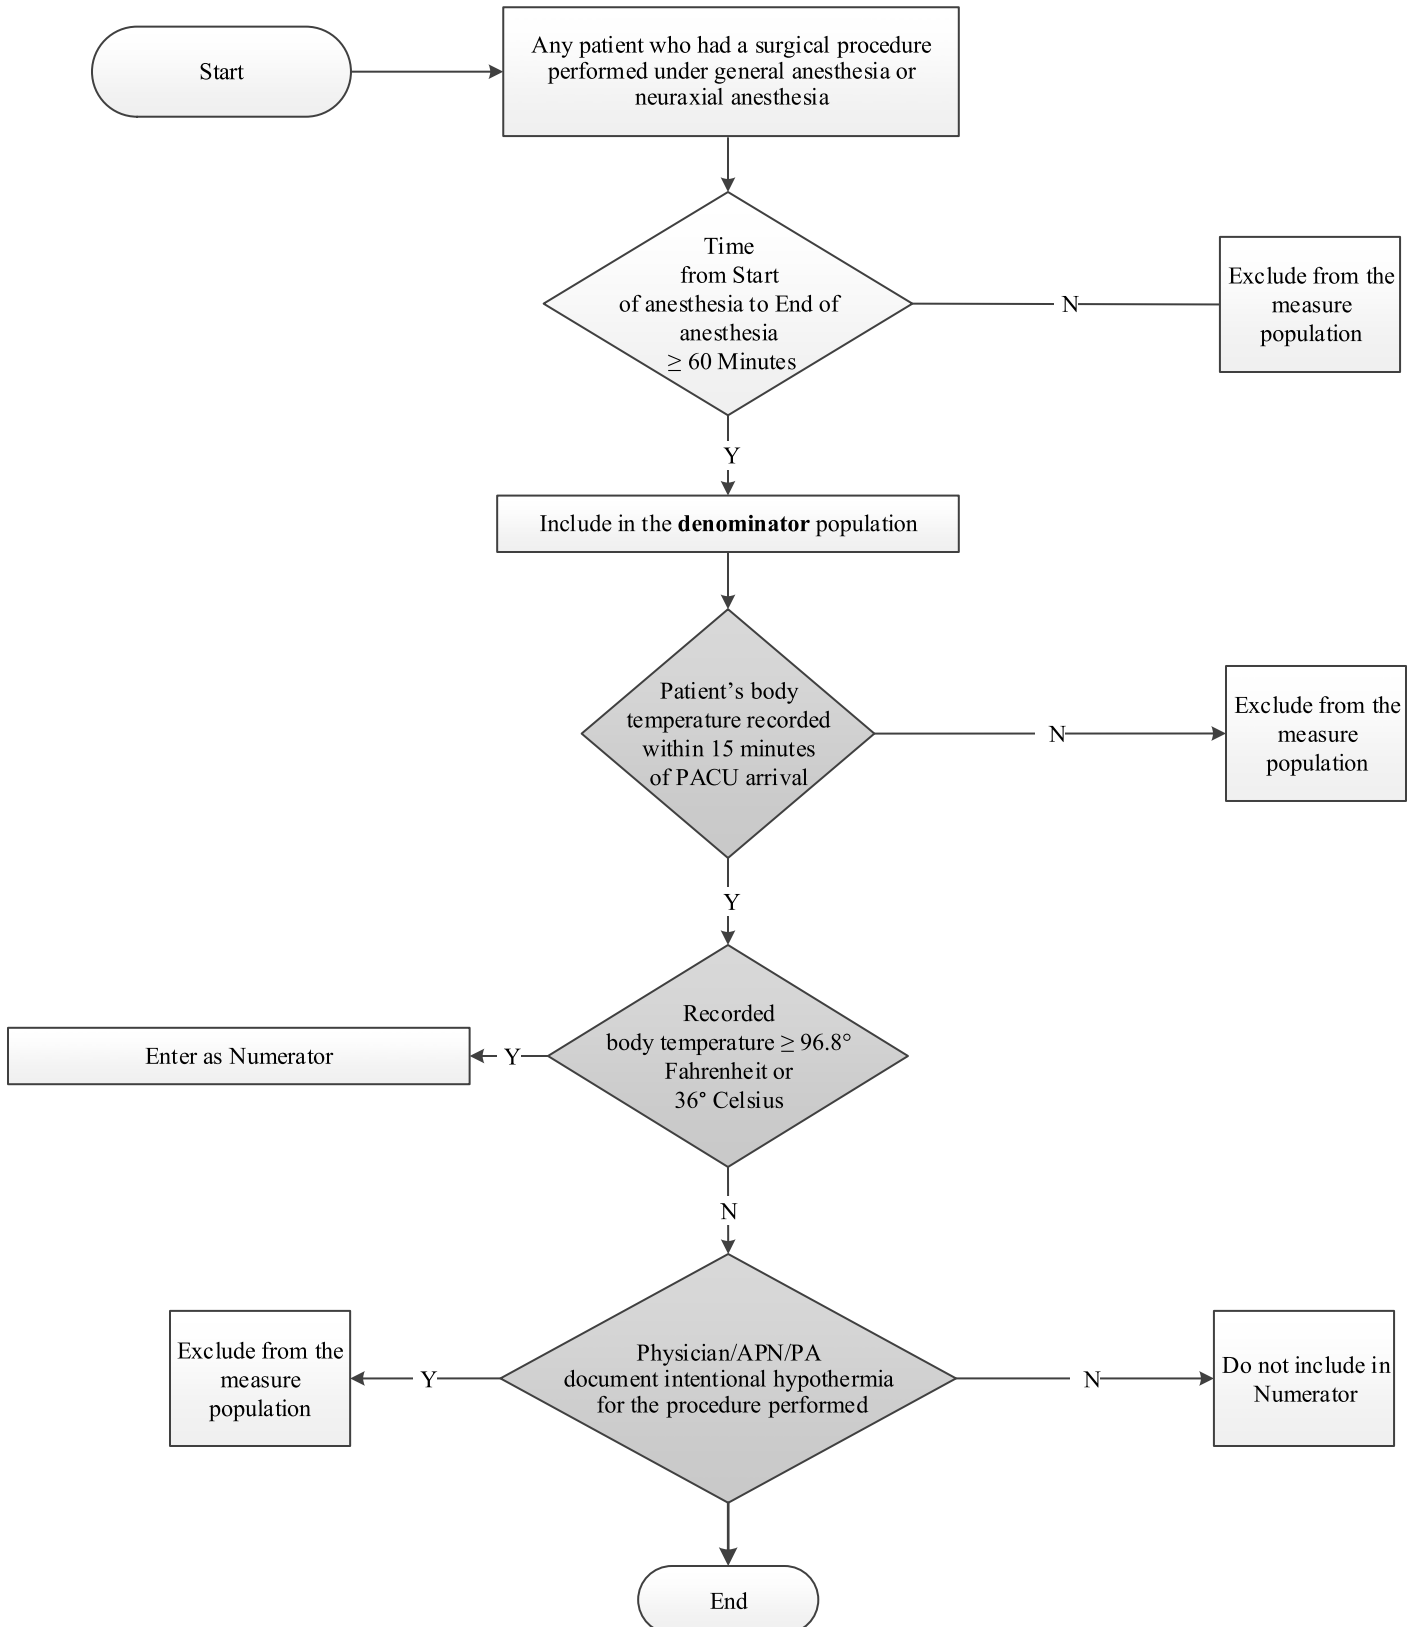 Start
Any patient who had a surgical procedure
performed under general anesthesia or
neuraxial anesthesia
Time
from Start
of anesthesia to End of
anesthesia
≥ 60 Minutes
N
Exclude from the
measure
population
Y
Include in the denominator population
Patient’s body
temperature recorded
within 15 minutes
of PACU arrival
N
Exclude from the
measure
population
Y
Recorded
body temperature ≥ 96.8°
Fahrenheit or
36° Celsius
Y
Enter as Numerator
N
Physician/APN/PA
document intentional hypothermia
for the procedure performed
Y
Exclude from the
measure
population
N
Do not include in
Numerator
End